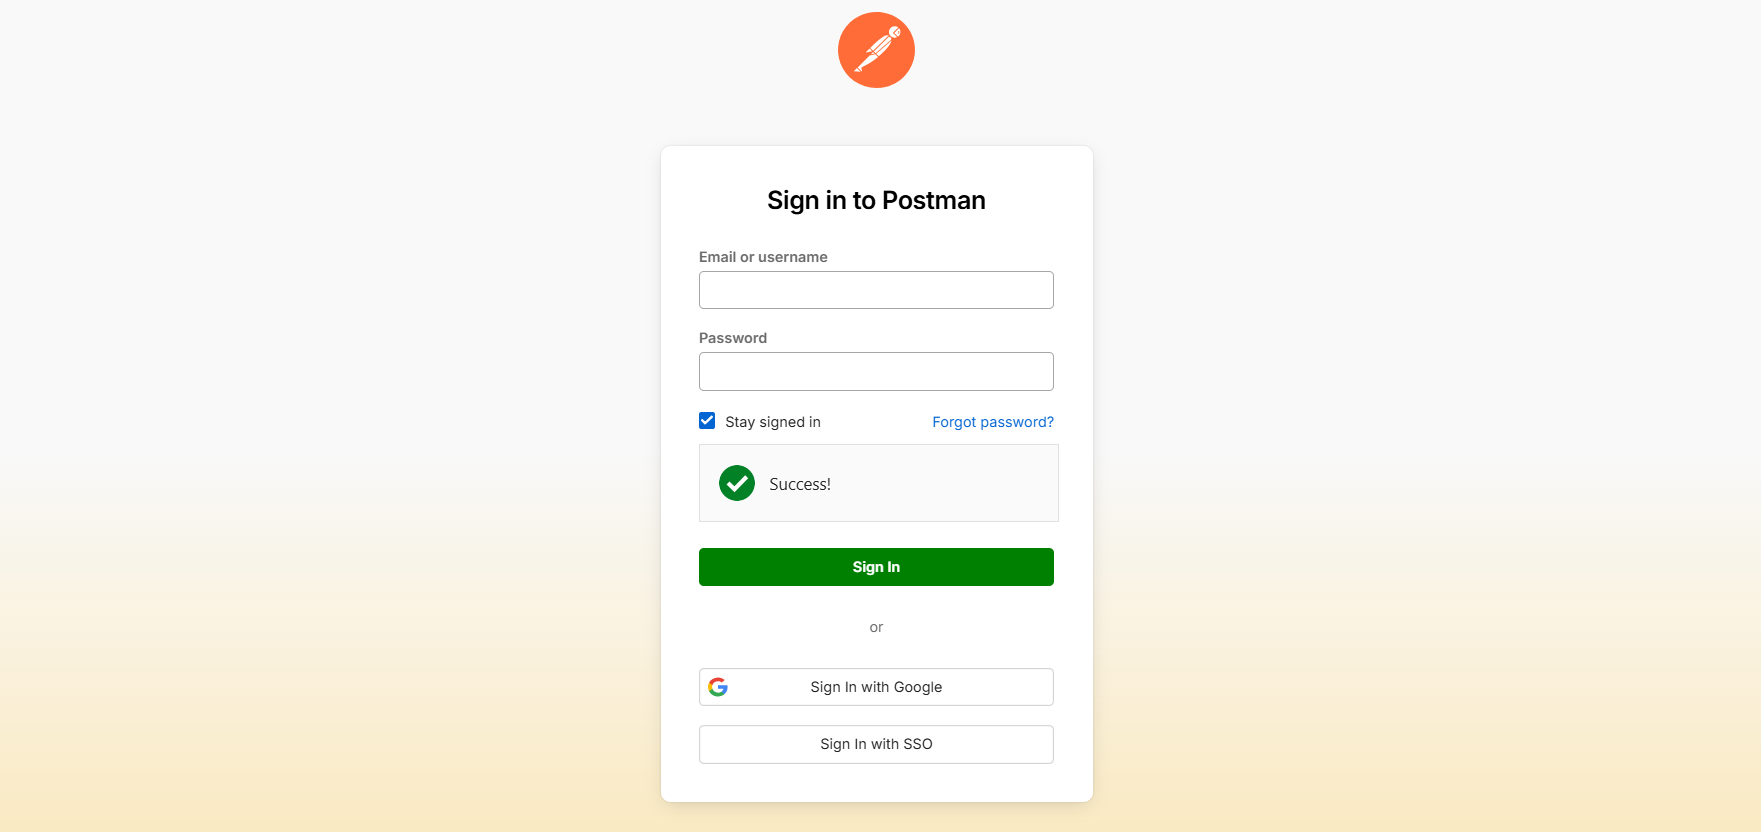 Sign in to Postman
Email or username
Password
Stay signed in
Forgot password?
Success!
Sign In
or
Sign In with Google
Sign In with SSO